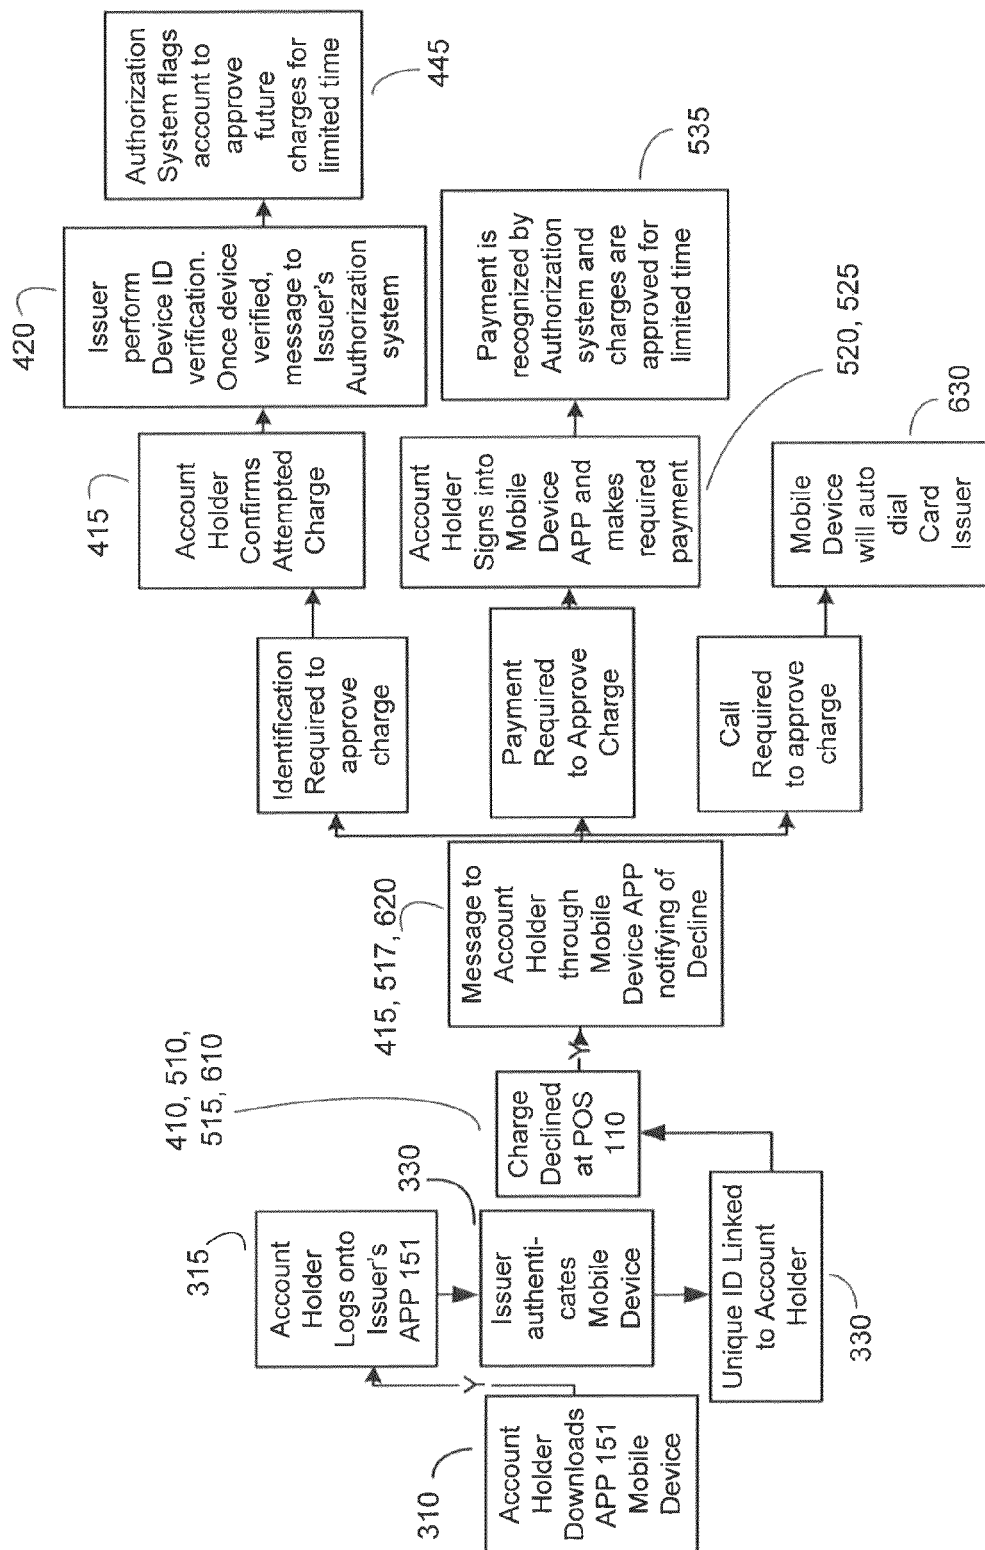 310
Account
Holder
Downloads
APP 151
Mobile
Device
Y
315
Account
Holder
Logs onto
Issuer's
APP 151
330
Issuer
authenti-
cates
Mobile
Device
Unique ID Linked
to Account
Holder
330
410, 510,
515, 610
Charge
Declined
at POS
110
Y
415, 517, 620
Message to
Account
Holder
through
Mobile
Device APP
notifying of
Decline
Identification
Required to
approve
charge
415
Account
Holder
Confirms
Attempted
Charge
420
Issuer
perform
Device ID
verification.
Once device
verified,
message to
Issuer's
Authorization
system
Authorization
System flags
account to
approve
future
charges for
limited time
445
Payment
Required
to Approve
Charge
Account
Holder
Signs into
Mobile
Device
APP and
makes
required
payment
520, 525
Payment is
recognized by
Authorization
system and
charges are
approved for
limited time
535
Call
Required
to approve
charge
Mobile
Device
will auto
dial
Card
Issuer
630